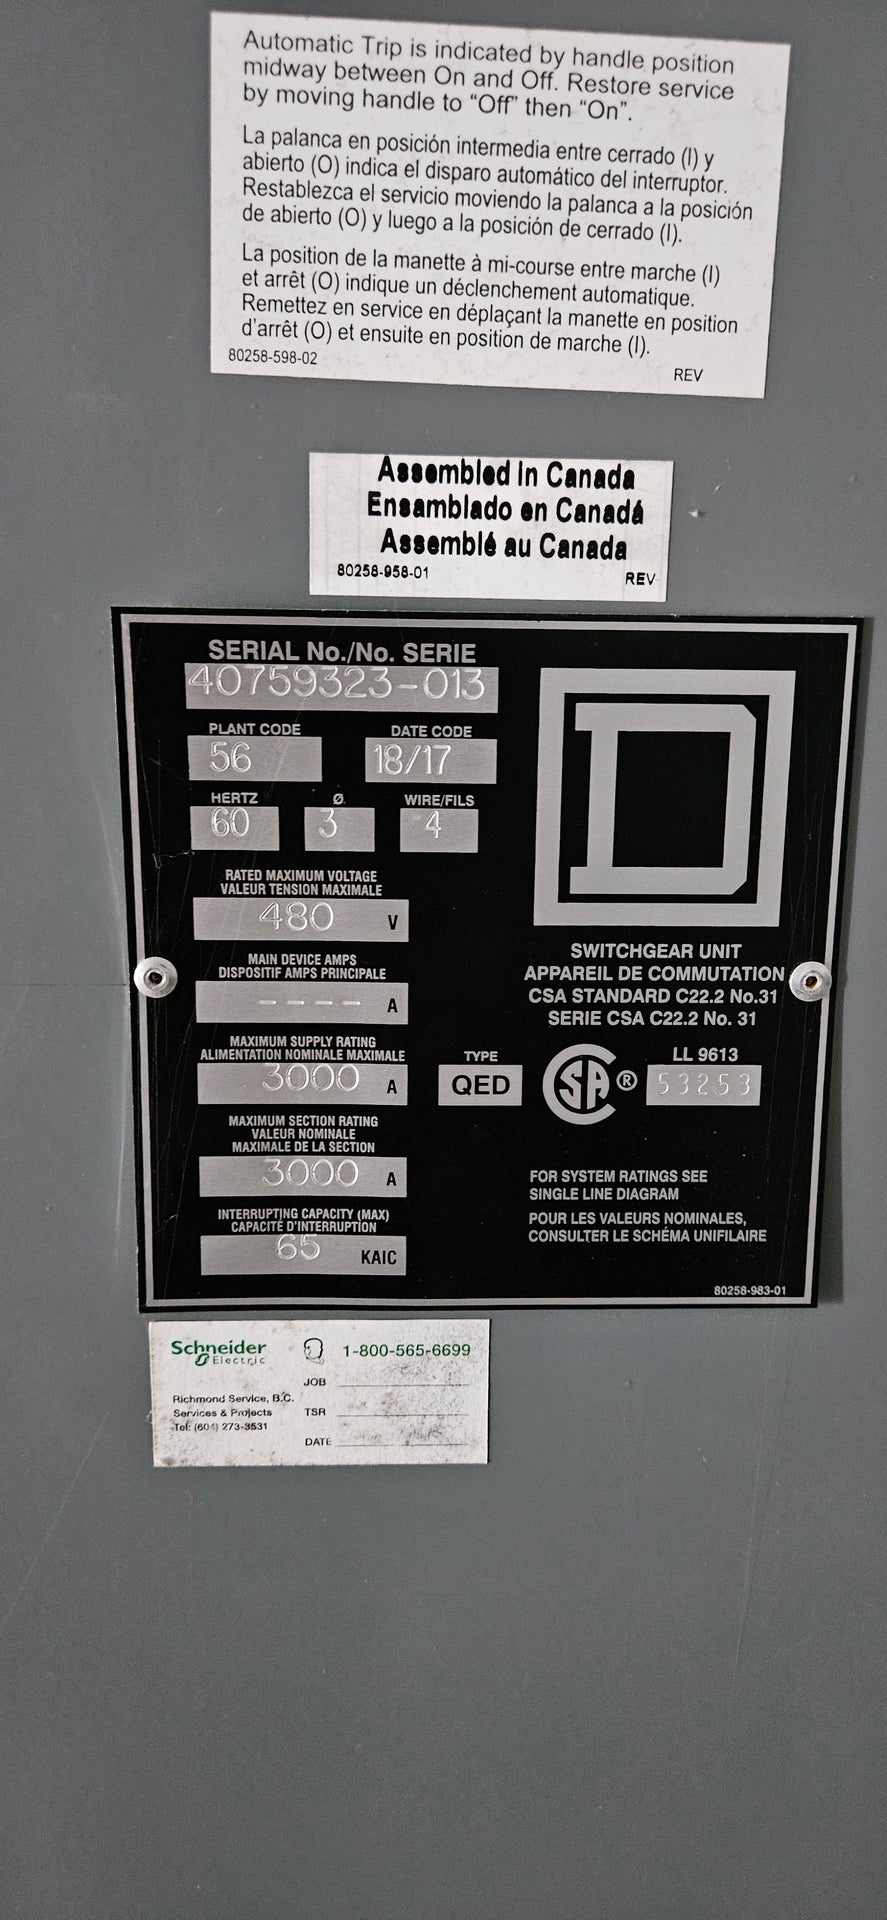 Automatic Trip is indicated by handle position
midway between On and Off. Restore service
by moving handle to “Off” then “On”.
La palanca en posición intermedia entre cerrado (I) y
abierto (O) indica el disparo automático del interruptor.
Restablezca el servicio moviendo la palanca a la posición
de abierto (O) y luego a la posición de cerrado (I).
La position de la manette à mi-course entre marche (I)
et arrêt (O) indique un déclenchement automatique.
Remettez en service en déplaçant la manette en position
d'arrêt (O) et ensuite en position de marche (I).
80258-598-02
REV
Assembled in Canada
Ensamblado en Canadá
Assemblé au Canada
80258-958-01 REV
SERIAL No./No. SERIE
40759323-013
PLANT CODE DATE CODE
56 18/17
HERTZ Ø WIRE/FILS
60 3 4
RATED MAXIMUM VOLTAGE
VALEUR TENSION MAXIMALE
480 V
MAIN DEVICE AMPS
DISPOSITIF AMPS PRINCIPALE
---- A
MAXIMUM SUPPLY RATING
ALIMENTATION NOMINALE MAXIMALE
3000 A
MAXIMUM SECTION RATING
VALEUR NOMINALE
MAXIMALE DE LA SECTION
3000 A
INTERRUPTING CAPACITY (MAX)
CAPACITÉ D'INTERRUPTION
65 KAIC
D
SWITCHGEAR UNIT
APPAREIL DE COMMUTATION
CSA STANDARD C22.2 No.31
SERIE CSA C22.2 No. 31
TYPE
QED
CSA ®
LL 9613
53253
FOR SYSTEM RATINGS SEE
SINGLE LINE DIAGRAM
POUR LES VALEURS NOMINALES,
CONSULTER LE SCHÉMA UNIFILAIRE
80258-983-01
Schneider
Electric
1-800-565-6699
Richmond Service, B.C.
Services & Projects
Tel: (604) 273-3531
JOB
TSR
DATE